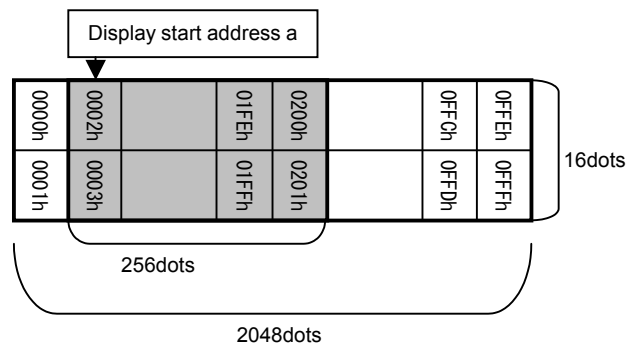 Display start address a
0000h 0002h 01FEh 0200h 0FFCh 0FFEh
0001h 0003h 01FFh 0201h 0FFDh 0FFFh
16dots
256dots
2048dots